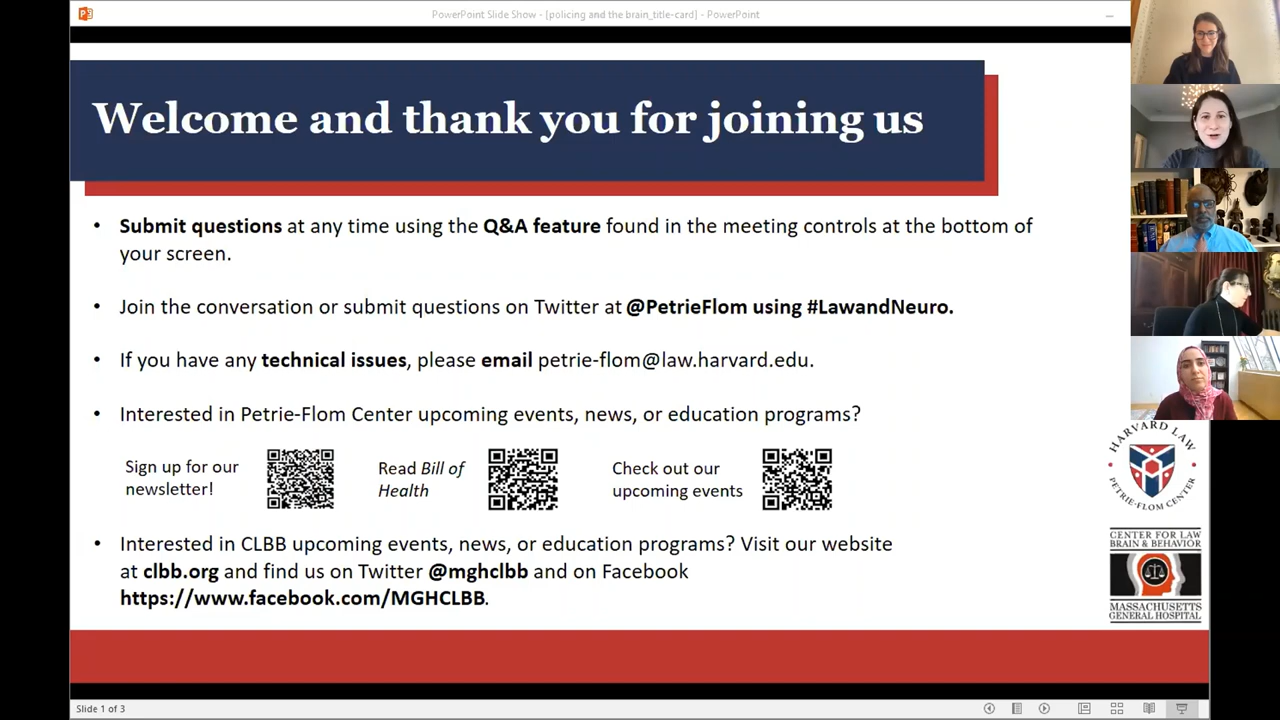 PowerPoint Slide Show - [policing and the brain_title-card] - PowerPoint
Welcome and thank you for joining us
• Submit questions at any time using the Q&A feature found in the meeting controls at the bottom of
your screen.
• Join the conversation or submit questions on Twitter at @PetrieFlom using #LawandNeuro.
• If you have any technical issues, please email petrie-flom@law.harvard.edu.
• Interested in Petrie-Flom Center upcoming events, news, or education programs?
Sign up for our
newsletter!
Read Bill of
Health
Check out our
upcoming events
• Interested in CLBB upcoming events, news, or education programs? Visit our website
at clbb.org and find us on Twitter @mghclbb and on Facebook
https://www.facebook.com/MGHCLBB.
HARVARD LAW
PETRIE-FLOM CENTER
CENTER FOR LAW
BRAIN & BEHAVIOR
MASSACHUSETTS
GENERAL HOSPITAL
Slide 1 of 3